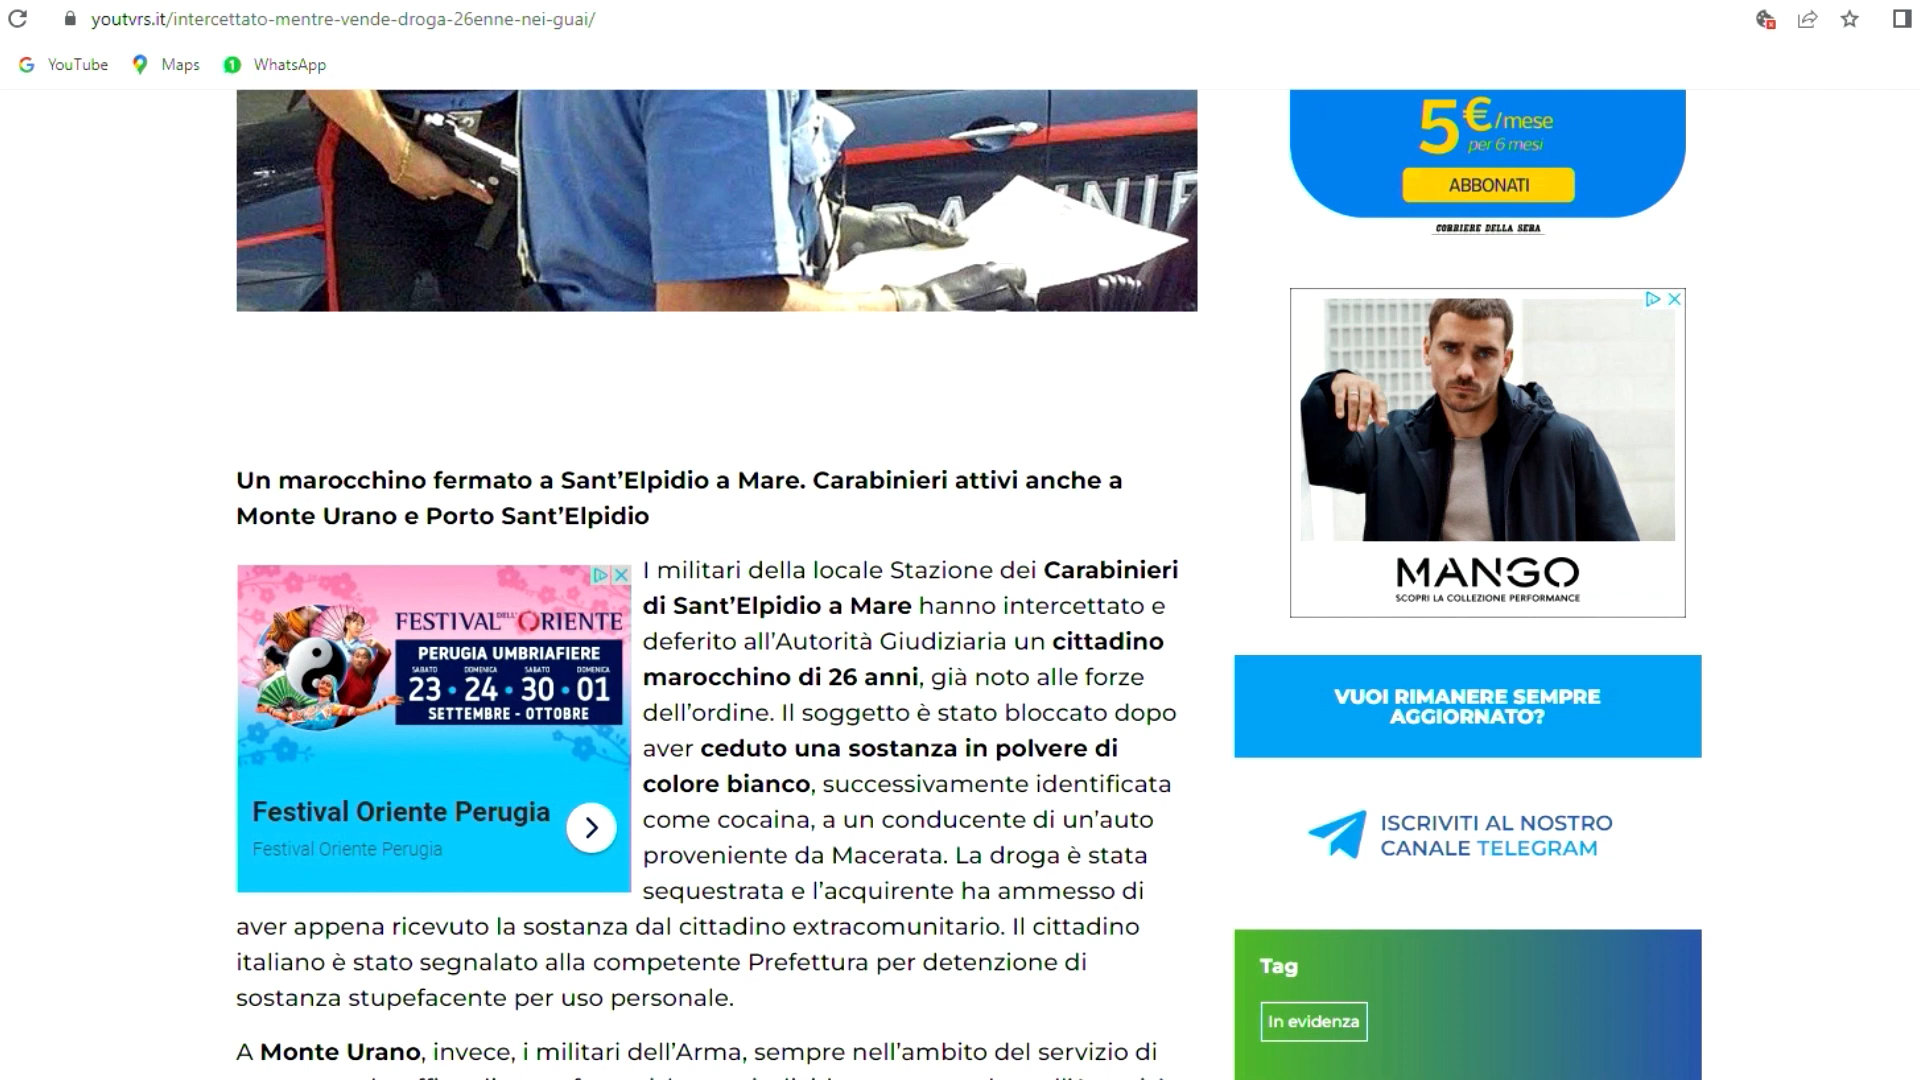 youtvrs.it/intercettato-mentre-vende-droga-26enne-nei-guai/
YouTube
Maps
WhatsApp
5€/mese
per 6 mesi
ABBONATI
CORRIERE DELLA SERA
MANGO
SCOPRI LA COLLEZIONE PERFORMANCE
Un marocchino fermato a Sant’Elpidio a Mare. Carabinieri attivi anche a
Monte Urano e Porto Sant’Elpidio
FESTIVAL DELL'ORIENTE
PERUGIA UMBRIAFIERE
SABATO DOMENICA SABATO DOMENICA
23 • 24 • 30 • 01
SETTEMBRE - OTTOBRE
Festival Oriente Perugia
Festival Oriente Perugia
I militari della locale Stazione dei Carabinieri
di Sant’Elpidio a Mare hanno intercettato e
deferito all’Autorità Giudiziaria un cittadino
marocchino di 26 anni, già noto alle forze
dell’ordine. Il soggetto è stato bloccato dopo
aver ceduto una sostanza in polvere di
colore bianco, successivamente identificata
come cocaina, a un conducente di un’auto
proveniente da Macerata. La droga è stata
sequestrata e l’acquirente ha ammesso di
aver appena ricevuto la sostanza dal cittadino extracomunitario. Il cittadino
italiano è stato segnalato alla competente Prefettura per detenzione di
sostanza stupefacente per uso personale.
A Monte Urano, invece, i militari dell’Arma, sempre nell’ambito del servizio di
VUOI RIMANERE SEMPRE
AGGIORNATO?
ISCRIVITI AL NOSTRO
CANALE TELEGRAM
Tag
In evidenza